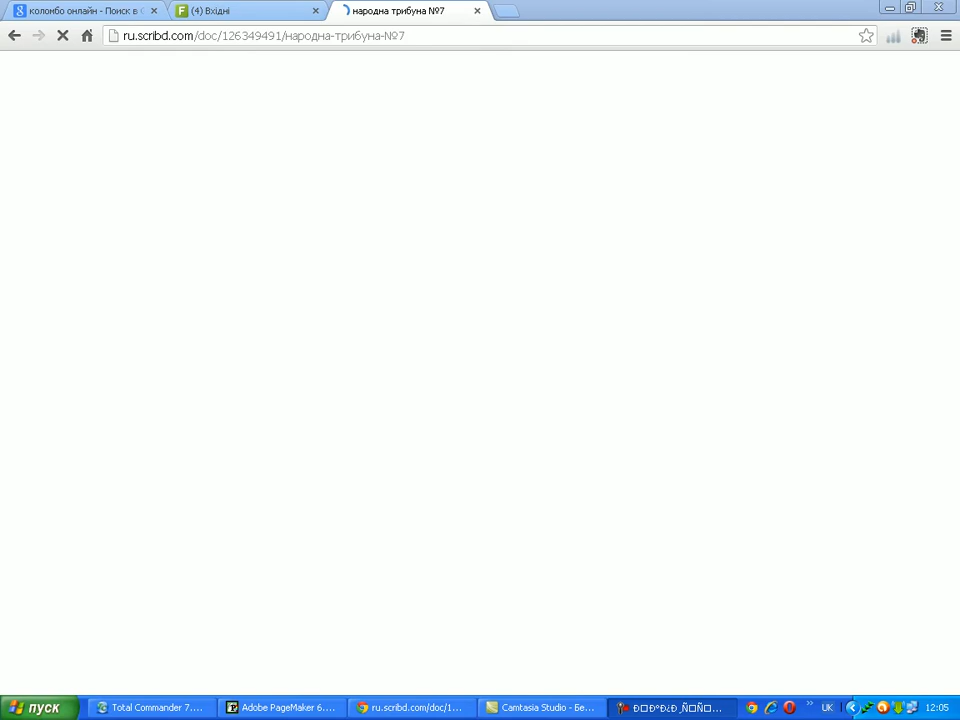 коломбо онлайн - Поиск в
(4) Вхідні
народна трибуна №7
ru.scribd.com/doc/126349491/народна-трибуна-№7
пуск
Total Commander 7....
Adobe PageMaker 6....
ru.scribd.com/doc/1...
Camtasia Studio - Бе...
UK
12:05